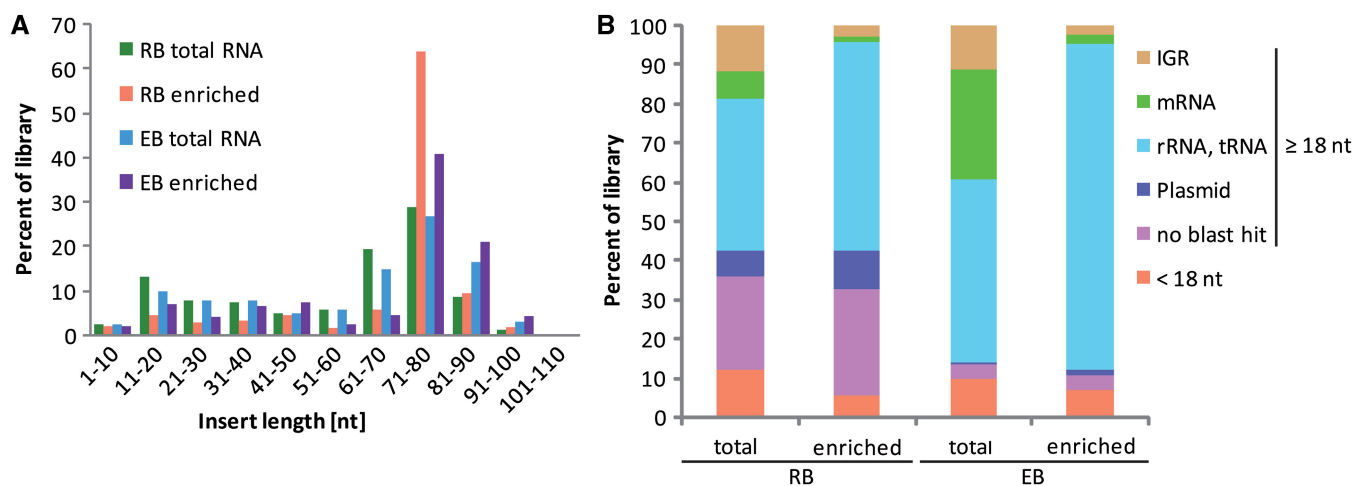 A
Percent of library
70
60
50
40
30
20
10
0
RB total RNA
RB enriched
EB total RNA
EB enriched
1-10
11-20
21-30
31-40
41-50
51-60
61-70
71-80
81-90
91-100
101-110
Insert length [nt]
B
Percent of library
100
90
80
70
60
50
40
30
20
10
0
total
enriched
total
enriched
RB
EB
IGR
mRNA
rRNA, tRNA
Plasmid
no blast hit
≥ 18 nt
< 18 nt